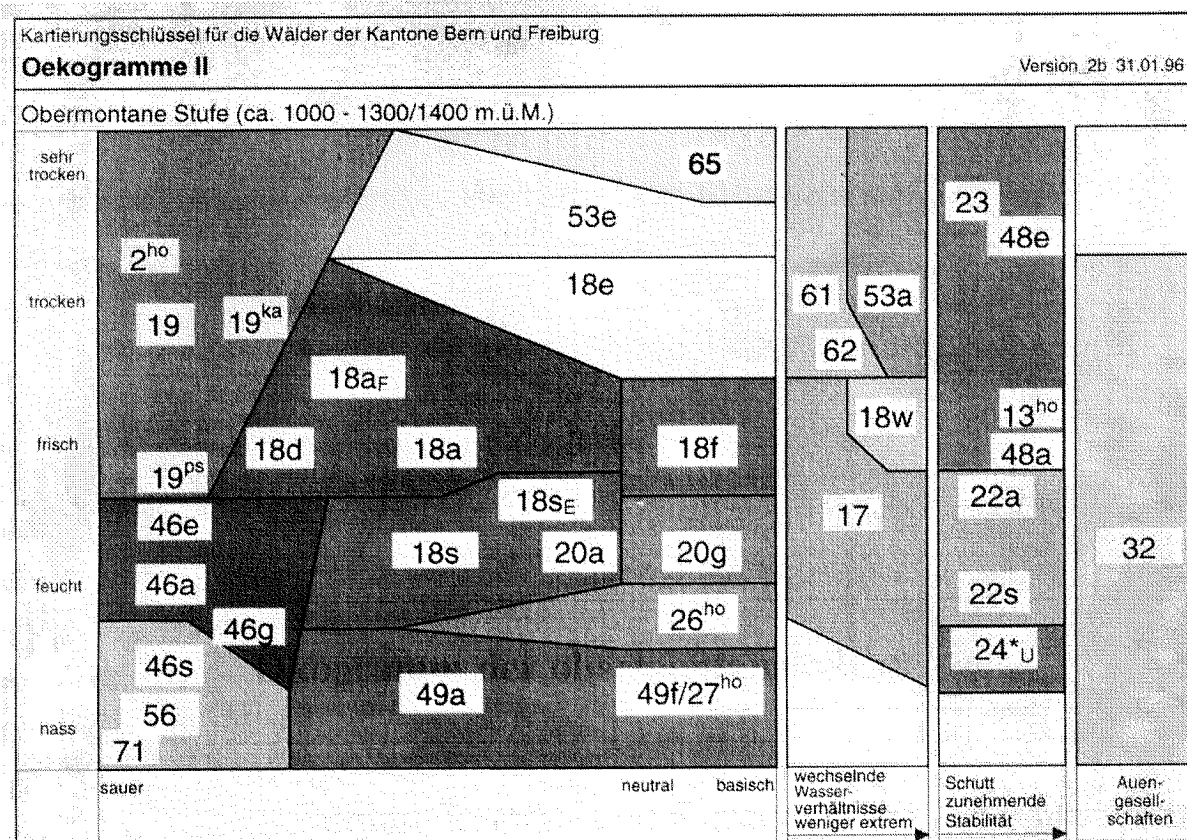 Kartierungsschlüssel für die Wälder der Kantone Bern und Freiburg
Oekogramme II
Version 2b 31.01.96
Obermontane Stufe (ca. 1000 - 1300/1400 m.ü.M.)
sehr
trocken
65
53e
23
48e
2ho
18e
trocken
19
19ka
61
53a
62
18aF
13ho
18w
frisch
18d
18a
18f
48a
19ps
18sE
22a
46e
17
18s
20a
20g
32
feucht
46a
22s
46g
26ho
46s
24*U
49a
49f/27ho
56
nass
71
sauer
neutral
basisch
wechselnde
Wasser-
verhältnisse
weniger extrem
Schutt
zunehmende
Stabilität
Auen-
gesell-
schaften